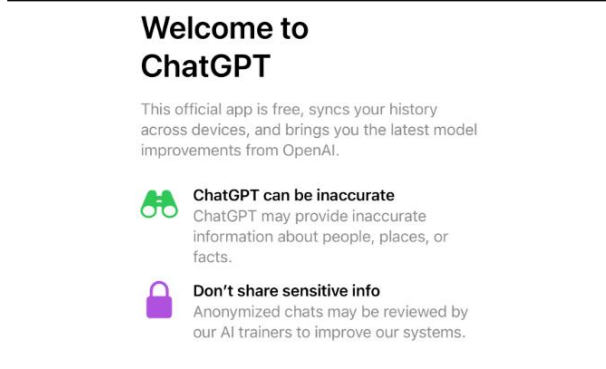 Welcome to
ChatGPT
This official app is free, syncs your history
across devices, and brings you the latest model
improvements from OpenAI.
ChatGPT can be inaccurate
ChatGPT may provide inaccurate
information about people, places, or
facts.
Don't share sensitive info
Anonymized chats may be reviewed by
our AI trainers to improve our systems.